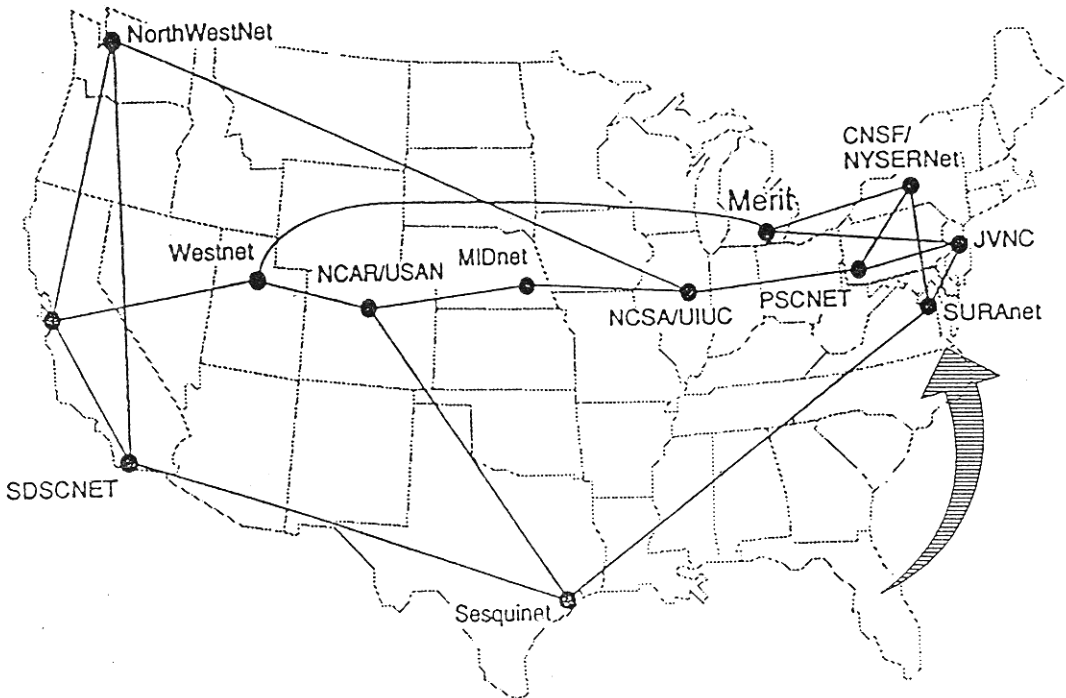 NorthWestNet
CNSF/
NYSERNet
Merit
JVNC
Westnet
NCAR/USAN
MIDnet
NCSA/UIUC
PSCNET
SURAnet
SDSCNET
Sesquinet